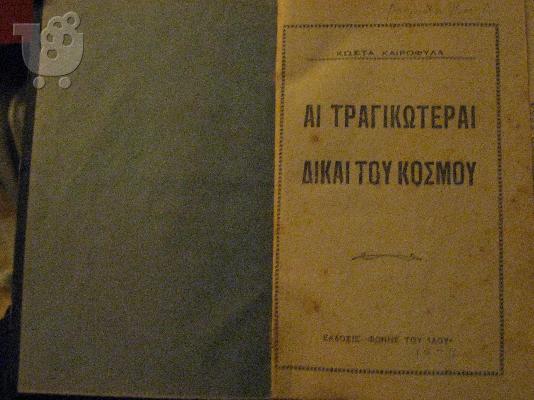 ΚΩΣΤΑ ΚΑΙΡΟΦΥΛΑ
ΑΙ ΤΡΑΓΙΚΩΤΕΡΑΙ
ΔΙΚΑΙ ΤΟΥ ΚΟΣΜΟΥ
ΕΚΔΟΣΙΣ «ΦΩΝΗΣ ΤΟΥ ΛΑΟΥ»